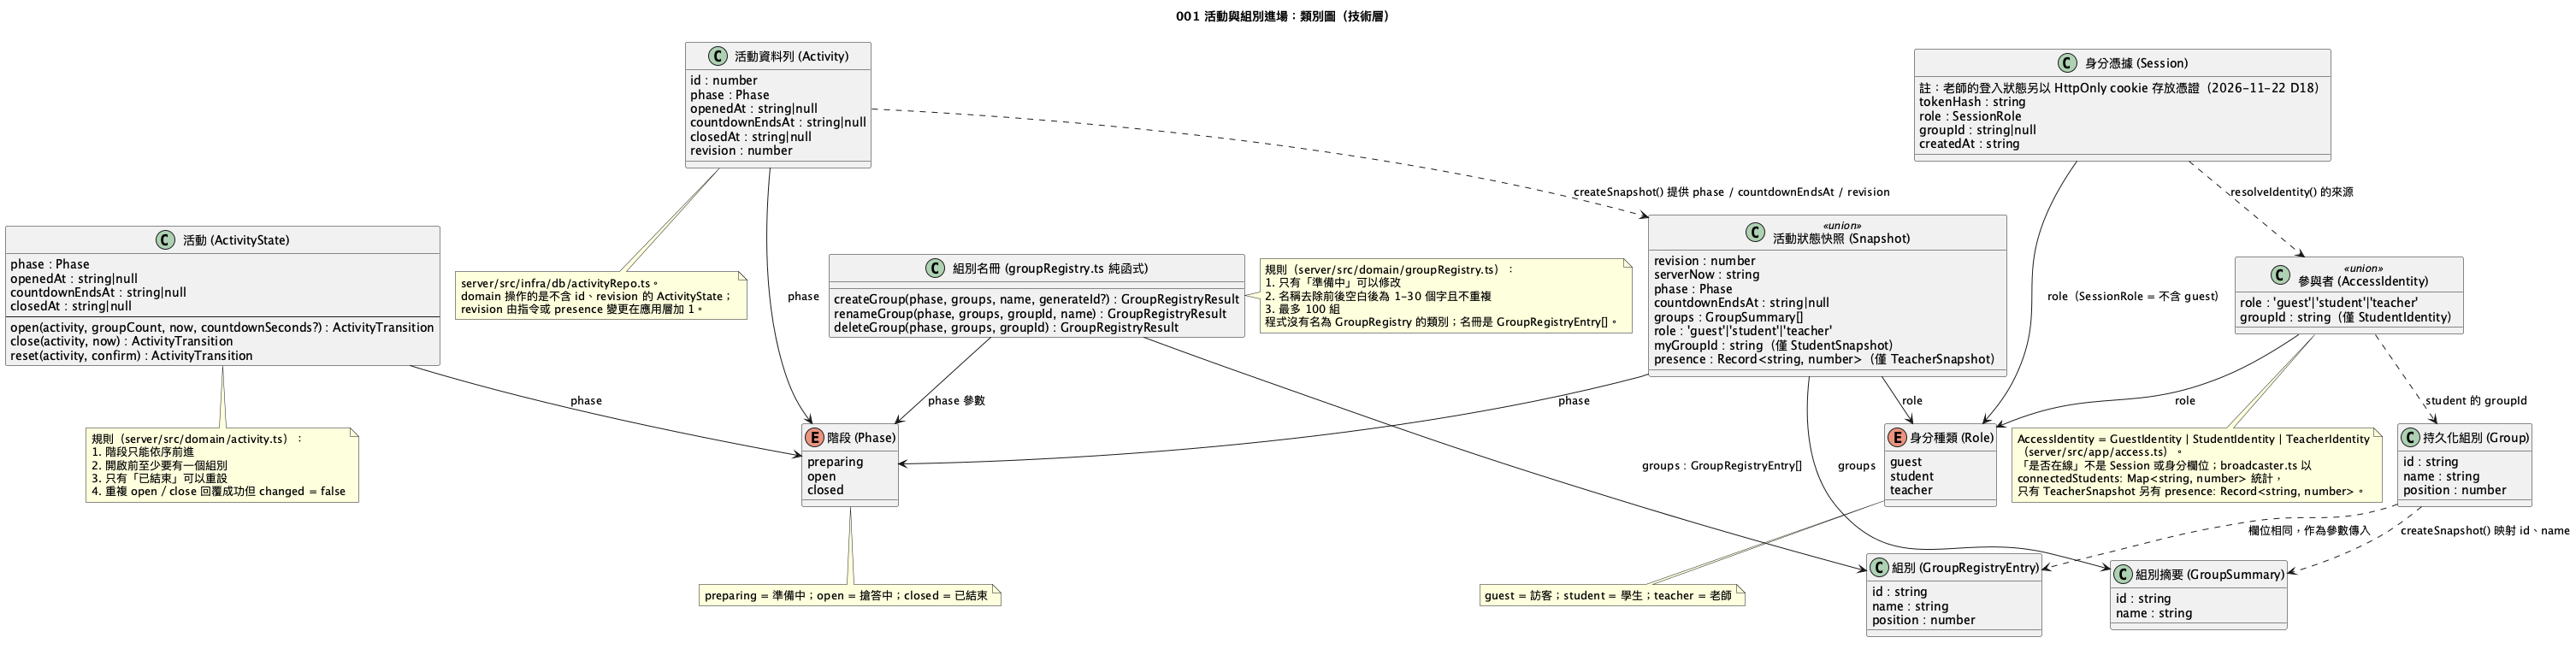 001 活動與組別進場：類別圖（技術層）
C 活動資料列 (Activity)
id : number
phase : Phase
openedAt : string|null
countdownEndsAt : string|null
closedAt : string|null
revision : number
C 身分憑據 (Session)
註：老師的登入狀態另以 HttpOnly cookie 存放憑證（2026-11-22 D18）
tokenHash : string
role : SessionRole
groupId : string|null
createdAt : string
createSnapshot() 提供 phase / countdownEndsAt / revision
resolveIdentity() 的來源
C 活動 (ActivityState)
phase : Phase
openedAt : string|null
countdownEndsAt : string|null
closedAt : string|null
open(activity, groupCount, now, countdownSeconds?) : ActivityTransition
close(activity, now) : ActivityTransition
reset(activity, confirm) : ActivityTransition
server/src/infra/db/activityRepo.ts。
domain 操作的是不含 id、revision 的 ActivityState；
revision 由指令或 presence 變更在應用層加 1。
phase
C 組別名冊 (groupRegistry.ts 純函式)
createGroup(phase, groups, name, generateId?) : GroupRegistryResult
renameGroup(phase, groups, groupId, name) : GroupRegistryResult
deleteGroup(phase, groups, groupId) : GroupRegistryResult
規則（server/src/domain/groupRegistry.ts）：
1. 只有「準備中」可以修改
2. 名稱去除前後空白後為 1–30 個字且不重複
3. 最多 100 組
程式沒有名為 GroupRegistry 的類別；名冊是 GroupRegistryEntry[]。
C «union»
活動狀態快照 (Snapshot)
revision : number
serverNow : string
phase : Phase
countdownEndsAt : string|null
groups : GroupSummary[]
role : 'guest'|'student'|'teacher'
myGroupId : string（僅 StudentSnapshot）
presence : Record<string, number>（僅 TeacherSnapshot）
role（SessionRole = 不含 guest）
C «union»
參與者 (AccessIdentity)
role : 'guest'|'student'|'teacher'
groupId : string（僅 StudentIdentity）
phase
phase 參數
phase
role
role
student 的 groupId
規則（server/src/domain/activity.ts）：
1. 階段只能依序前進
2. 開啟前至少要有一個組別
3. 只有「已結束」可以重設
4. 重複 open / close 回覆成功但 changed = false
E 階段 (Phase)
preparing
open
closed
groups : GroupRegistryEntry[]
groups
E 身分種類 (Role)
guest
student
teacher
AccessIdentity = GuestIdentity | StudentIdentity | TeacherIdentity
（server/src/app/access.ts）。
「是否在線」不是 Session 或身分欄位；broadcaster.ts 以
connectedStudents: Map<string, number> 統計，
只有 TeacherSnapshot 另有 presence: Record<string, number>。
C 持久化組別 (Group)
id : string
name : string
position : number
欄位相同，作為參數傳入
createSnapshot() 映射 id、name
preparing = 準備中；open = 搶答中；closed = 已結束
guest = 訪客；student = 學生；teacher = 老師
C 組別 (GroupRegistryEntry)
id : string
name : string
position : number
C 組別摘要 (GroupSummary)
id : string
name : string